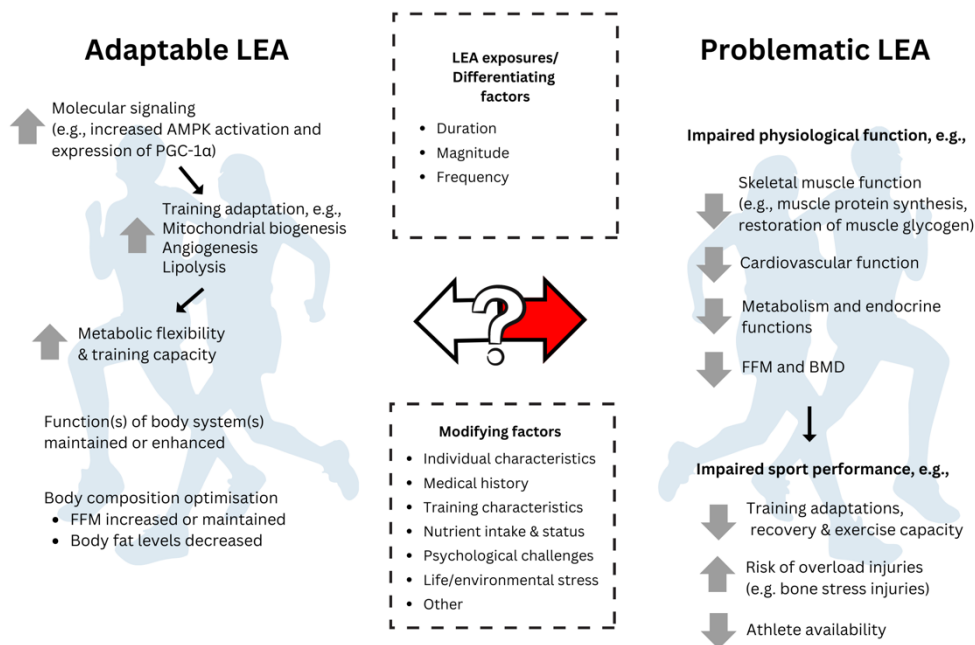 Adaptable LEA
Molecular signaling
(e.g., increased AMPK activation and
expression of PGC-1α)
Training adaptation, e.g.,
Mitochondrial biogenesis
Angiogenesis
Lipolysis
Metabolic flexibility
& training capacity
Function(s) of body system(s)
maintained or enhanced
Body composition optimisation
• FFM increased or maintained
• Body fat levels decreased
LEA exposures/
Differentiating
factors
• Duration
• Magnitude
• Frequency
?
Modifying factors
• Individual characteristics
• Medical history
• Training characteristics
• Nutrient intake & status
• Psychological challenges
• Life/environmental stress
• Other
Problematic LEA
Impaired physiological function, e.g.,
Skeletal muscle function
(e.g., muscle protein synthesis,
restoration of muscle glycogen)
Cardiovascular function
Metabolism and endocrine
functions
FFM and BMD
Impaired sport performance, e.g.,
Training adaptations,
recovery & exercise capacity
Risk of overload injuries
(e.g. bone stress injuries)
Athlete availability